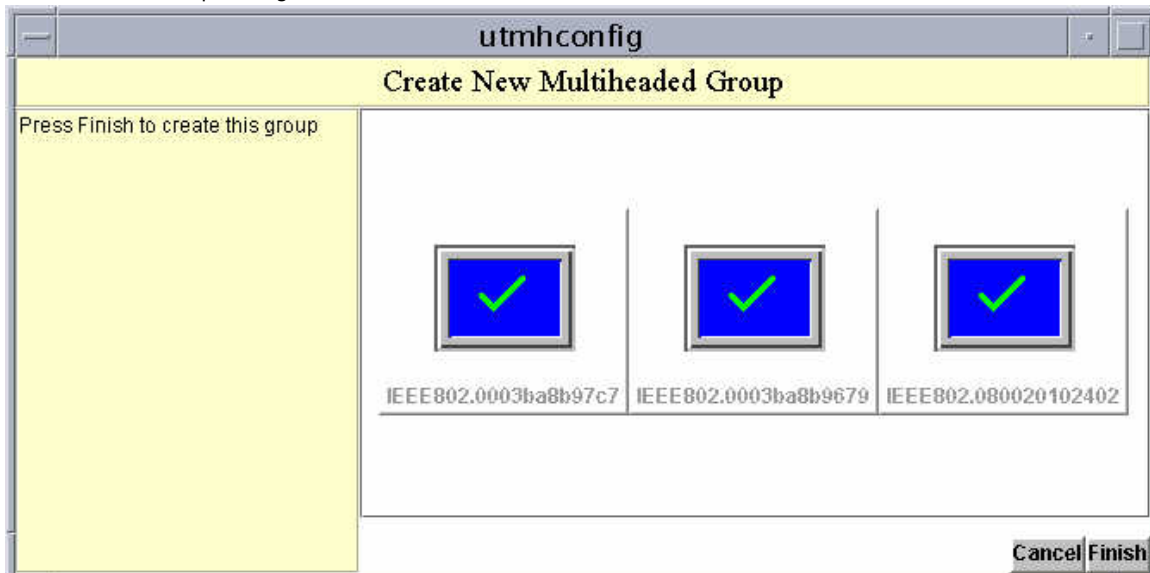 utmhconfig
Create New Multiheaded Group
Press Finish to create this group
IEEE802.0003ba8b97c7 IEEE802.0003ba8b9679 IEEE802.080020102402
Cancel Finish